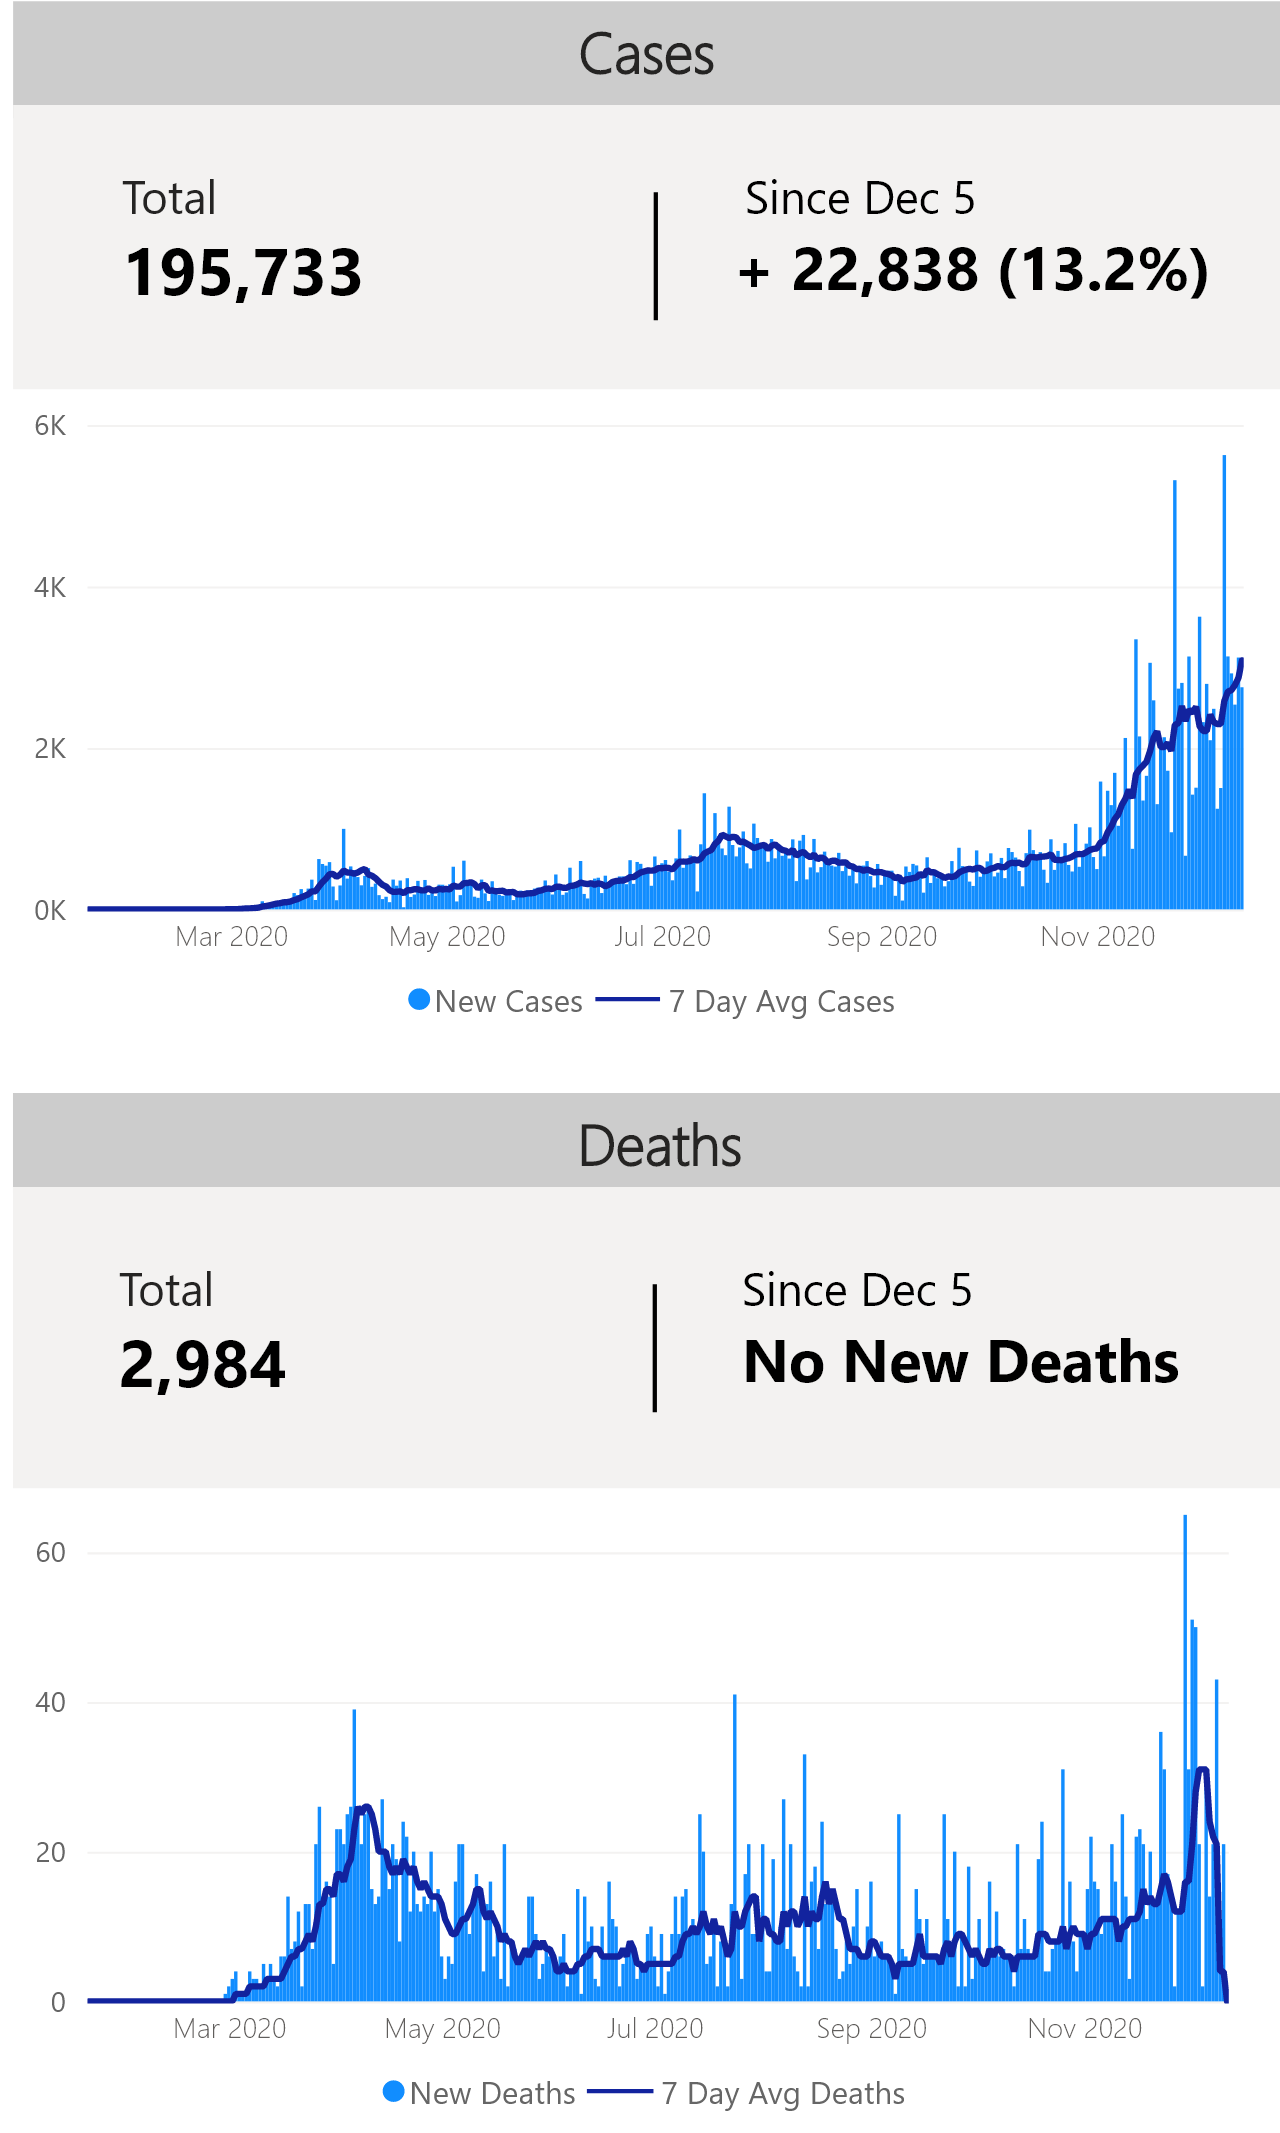 Cases
Total
Since Dec 5
195,733
+ 22,838 (13.2%)
6K
4K
2K
0K
Mar 2020 May 2020 Jul 2020 Sep 2020 Nov 2020
New Cases 7 Day Avg Cases
Deaths
Total
Since Dec 5
2,984
No New Deaths
60
40
20
0
Mar 2020 May 2020 Jul 2020 Sep 2020 Nov 2020
New Deaths 7 Day Avg Deaths